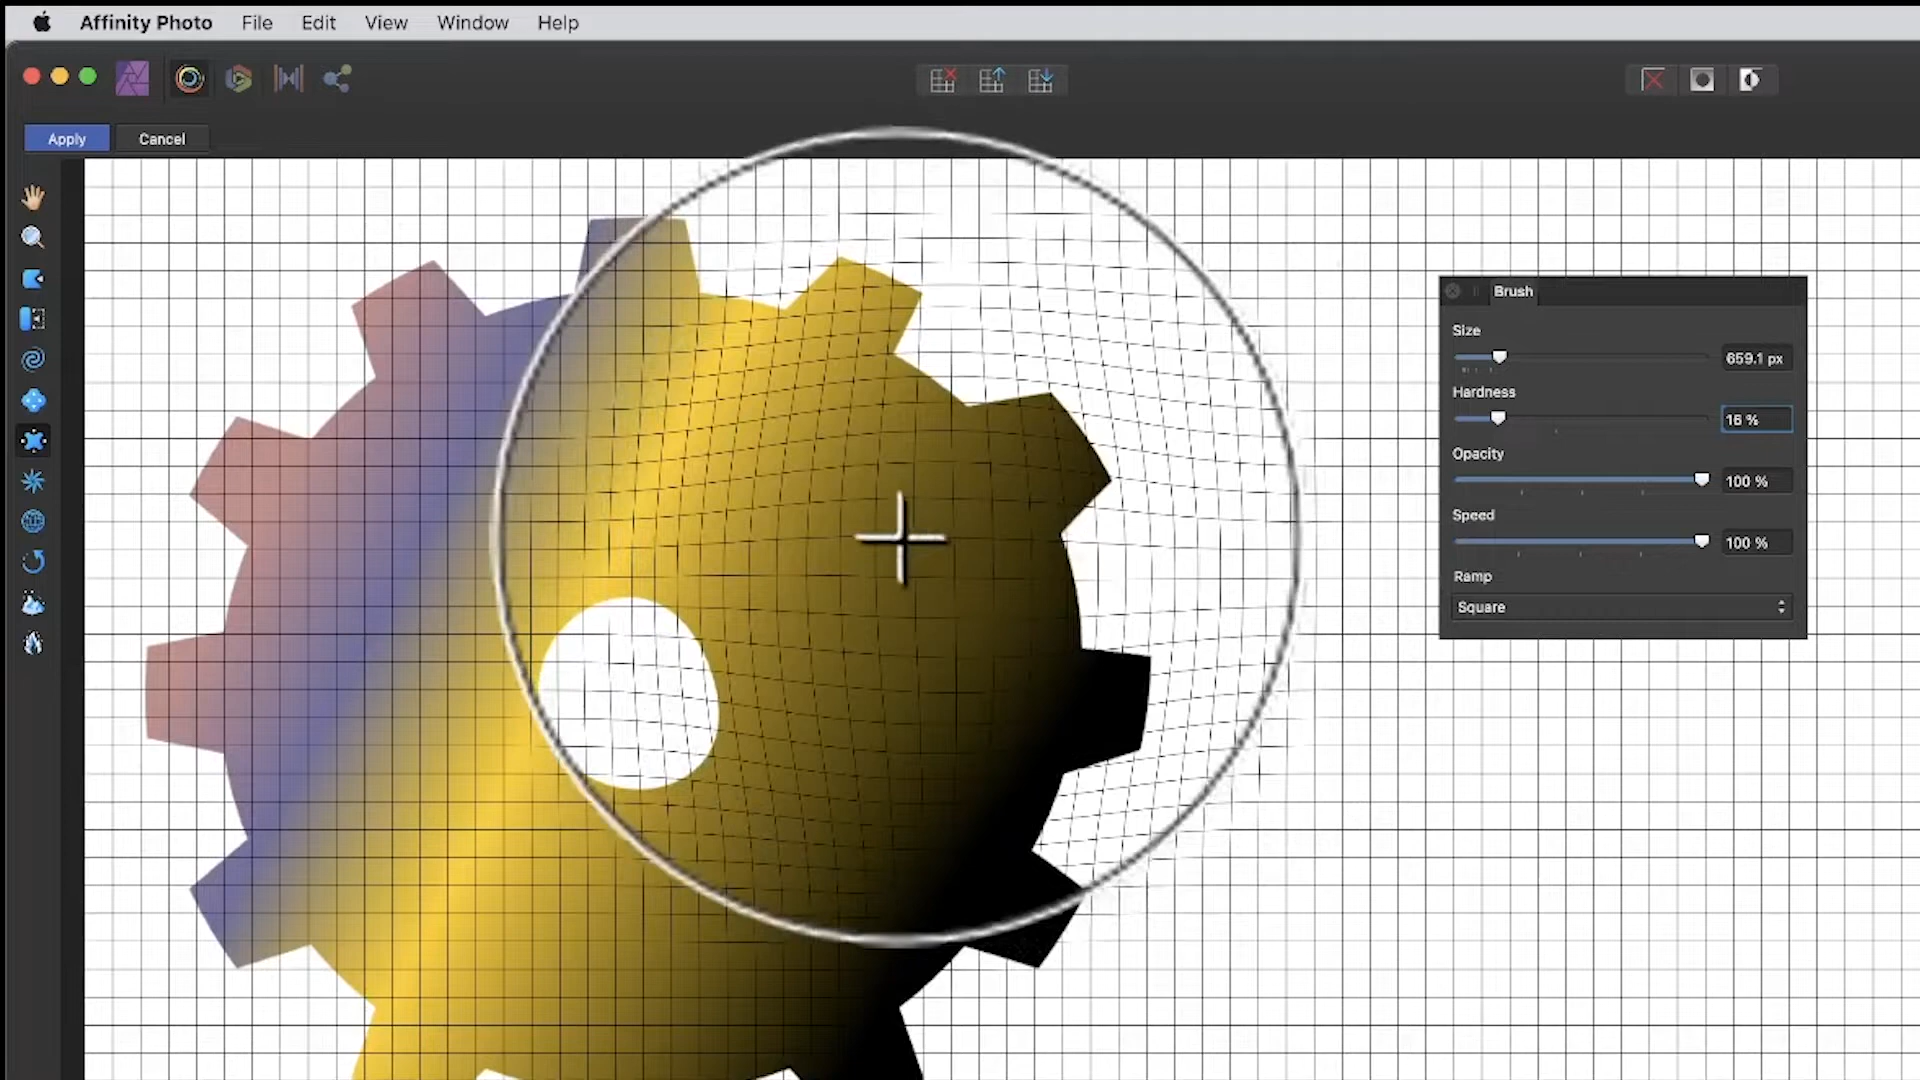 Affinity Photo File Edit View Window Help
Apply Cancel
Brush
Size
659.1 px
Hardness
16 %
Opacity
100 %
Speed
100 %
Ramp
Square